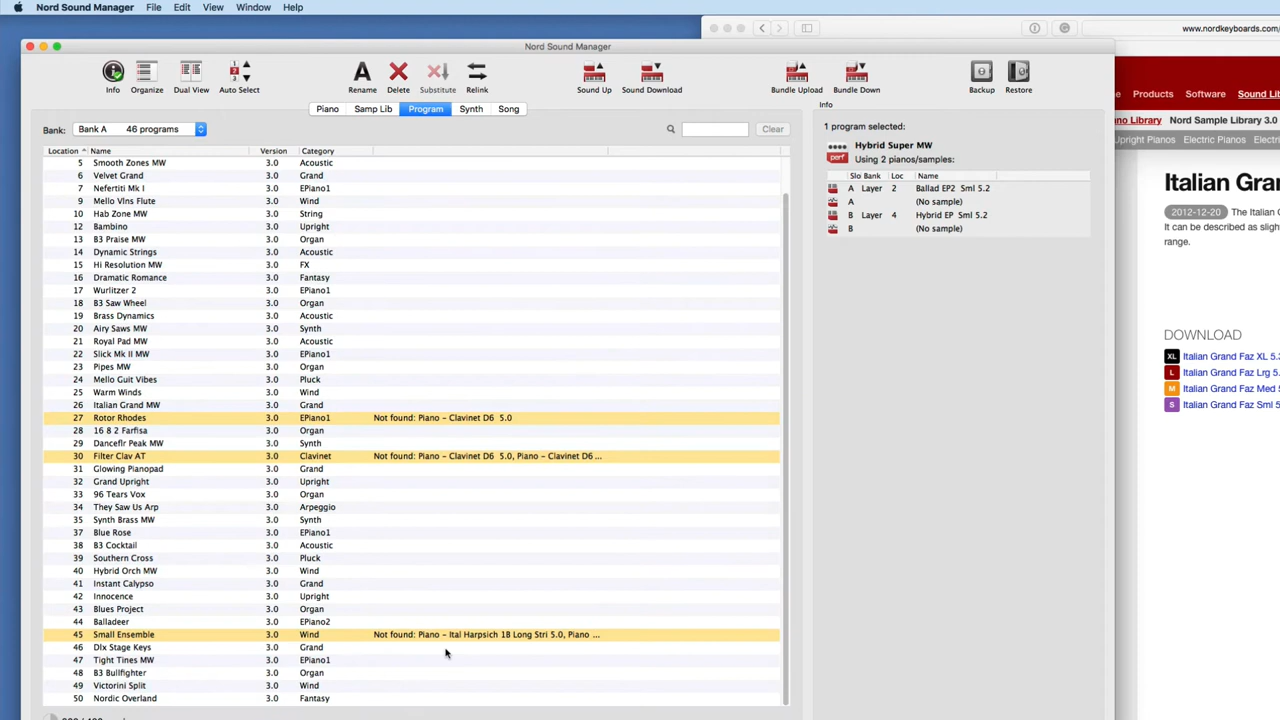 Nord Sound Manager File Edit View Window Help
www.nordkeyboards.com/
Nord Sound Manager
Info Organize Dual View Auto Select Rename Delete Substitute Relink Sound Up Sound Download Bundle Upload Bundle Down Backup Restore
Products Software Sound Li
Piano Samp Lib Program Synth Song
Info
no Library Nord Sample Library 3.0
Bank: Bank A 46 programs Clear
1 program selected:
Upright Pianos Electric Pianos
Hybrid Super MW
perf Using 2 pianos/samples:
Location Name Version Category
Slo Bank Loc Name
A Layer 2 Ballad EP2 Sml 5.2
A (No sample)
B Layer 4 Hybrid EP Sml 5.2
B (No sample)
5 Smooth Zones MW 3.0 Acoustic
6 Velvet Grand 3.0 Grand
7 Nefertiti Mk I 3.0 EPiano1
9 Mello Vlns Flute 3.0 Wind
10 Hab Zone MW 3.0 String
12 Bambino 3.0 Upright
13 B3 Praise MW 3.0 Organ
14 Dynamic Strings 3.0 Acoustic
15 Hi Resolution MW 3.0 FX
16 Dramatic Romance 3.0 Fantasy
17 Wurlitzer 2 3.0 EPiano1
18 B3 Saw Wheel 3.0 Organ
19 Brass Dynamics 3.0 Acoustic
20 Airy Saws MW 3.0 Synth
21 Royal Pad MW 3.0 Acoustic
22 Slick Mk II MW 3.0 EPiano1
23 Pipes MW 3.0 Organ
24 Mello Guit Vibes 3.0 Pluck
25 Warm Winds 3.0 Wind
26 Italian Grand MW 3.0 Grand
27 Rotor Rhodes 3.0 EPiano1 Not found: Piano - Clavinet D6 5.0
28 16 8 2 Farfisa 3.0 Organ
29 Danceflr Peak MW 3.0 Synth
30 Filter Clav AT 3.0 Clavinet Not found: Piano - Clavinet D6 5.0, Piano - Clavinet D6 ...
31 Glowing Pianopad 3.0 Grand
32 Grand Upright 3.0 Upright
33 96 Tears Vox 3.0 Organ
34 They Saw Us Arp 3.0 Arpeggio
35 Synth Brass MW 3.0 Synth
37 Blue Rose 3.0 EPiano1
38 B3 Cocktail 3.0 Acoustic
39 Southern Cross 3.0 Pluck
40 Hybrid Orch MW 3.0 Wind
41 Instant Calypso 3.0 Grand
42 Innocence 3.0 Upright
43 Blues Project 3.0 Organ
44 Balladeer 3.0 EPiano2
45 Small Ensemble 3.0 Wind Not found: Piano - Ital Harpsich 1B Long Stri 5.0, Piano ...
46 Dlx Stage Keys 3.0 Grand
47 Tight Tines MW 3.0 EPiano1
48 B3 Bullfighter 3.0 Organ
49 Victorini Split 3.0 Wind
50 Nordic Overland 3.0 Fantasy
Italian Gra
2012-12-20 The Italian G
It can be described as sligh
range.
DOWNLOAD
XL Italian Grand Faz XL 5.3
L Italian Grand Faz Lrg 5.
M Italian Grand Faz Med 5
S Italian Grand Faz Sml 5